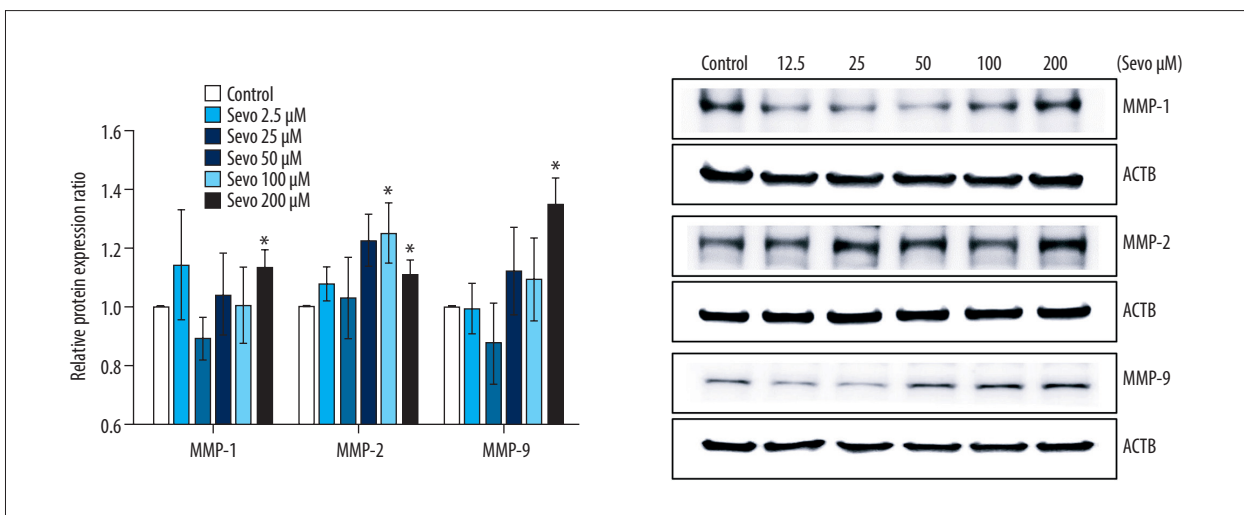 Control
Sevo 2.5 µM
Sevo 25 µM
Sevo 50 µM
Sevo 100 µM
Sevo 200 µM
Relative protein expression ratio
1.6
1.4
1.2
1.0
0.8
0.6
*
*
*
*
MMP-1 MMP-2 MMP-9
Control 12.5 25 50 100 200 (Sevo µM)
MMP-1
ACTB
MMP-2
ACTB
MMP-9
ACTB